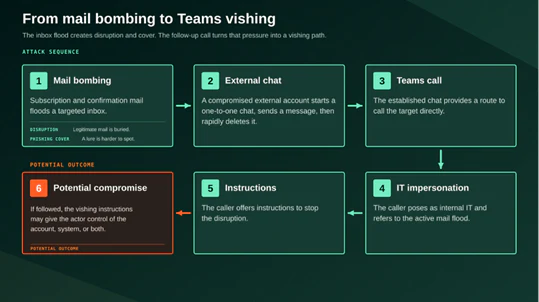 From mail bombing to Teams vishing
The inbox flood creates disruption and cover. The follow-up call turns that pressure into a vishing path.
ATTACK SEQUENCE
1 Mail bombing
Subscription and confirmation mail
floods a targeted inbox.
DISRUPTION Legitimate mail is buried.
PHISHING COVER A lure is harder to spot.
2 External chat
A compromised external account starts a
one-to-one chat, sends a message, then
rapidly deletes it.
3 Teams call
The established chat provides a route to
call the target directly.
4 IT impersonation
The caller poses as internal IT and
refers to the active mail flood.
5 Instructions
The caller offers instructions to stop
the disruption.
POTENTIAL OUTCOME
6 Potential compromise
If followed, the vishing instructions
may give the actor control of the
account, system, or both.
POTENTIAL OUTCOME